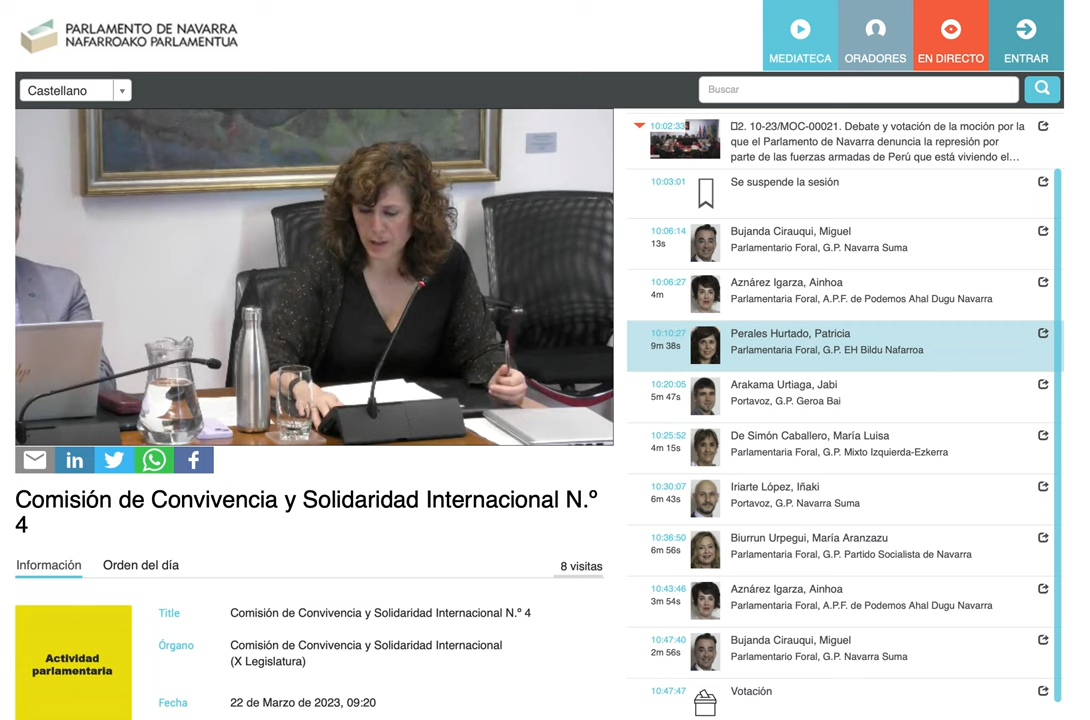 PARLAMENTO DE NAVARRA
NAFARROAKO PARLAMENTUA
MEDIATECA
ORADORES
EN DIRECTO
ENTRAR
Castellano
Buscar
Comisión de Convivencia y Solidaridad Internacional N.º
4
Información
Orden del día
8 visitas
Actividad
parlamentaria
Title
Comisión de Convivencia y Solidaridad Internacional N.º 4
Órgano
Comisión de Convivencia y Solidaridad Internacional
(X Legislatura)
Fecha
22 de Marzo de 2023, 09:20
10:02:33
2. 10-23/MOC-00021. Debate y votación de la moción por la
que el Parlamento de Navarra denuncia la represión por
parte de las fuerzas armadas de Perú que está viviendo el...
10:03:01
Se suspende la sesión
10:06:14
13s
Bujanda Cirauqui, Miguel
Parlamentario Foral, G.P. Navarra Suma
10:06:27
4m
Aznárez Igarza, Ainhoa
Parlamentaria Foral, A.P.F. de Podemos Ahal Dugu Navarra
10:10:27
9m 38s
Perales Hurtado, Patricia
Parlamentaria Foral, G.P. EH Bildu Nafarroa
10:20:05
5m 47s
Arakama Urtiaga, Jabi
Portavoz, G.P. Geroa Bai
10:25:52
4m 15s
De Simón Caballero, María Luisa
Parlamentaria Foral, G.P. Mixto Izquierda-Ezkerra
10:30:07
6m 43s
Iriarte López, Iñaki
Portavoz, G.P. Navarra Suma
10:36:50
6m 56s
Biurrun Urpegui, María Aranzazu
Parlamentaria Foral, G.P. Partido Socialista de Navarra
10:43:46
3m 54s
Aznárez Igarza, Ainhoa
Parlamentaria Foral, A.P.F. de Podemos Ahal Dugu Navarra
10:47:40
2m 56s
Bujanda Cirauqui, Miguel
Parlamentario Foral, G.P. Navarra Suma
10:47:47
Votación